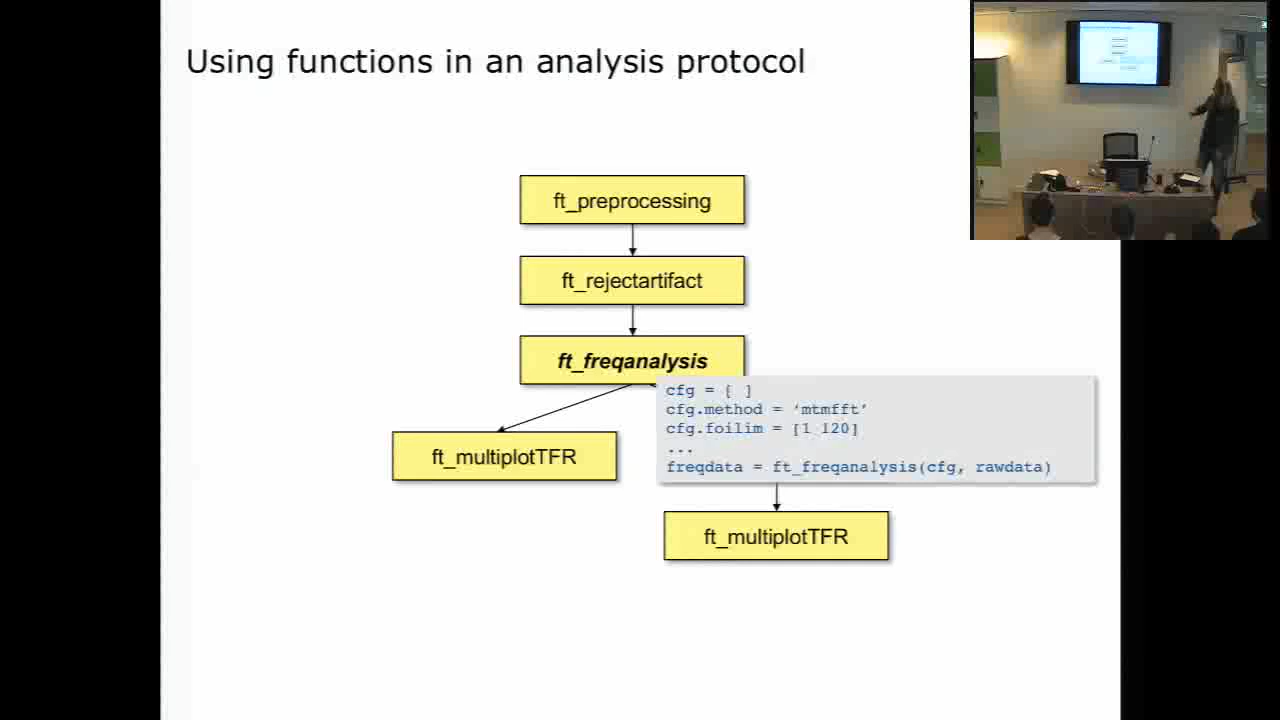 Using functions in an analysis protocol
ft_preprocessing
ft_rejectartifact
ft_freqanalysis
cfg = [ ]
cfg.method = ‘mtmfft’
cfg.foilim = [1 120]
...
freqdata = ft_freqanalysis(cfg, rawdata)
ft_multiplotTFR
ft_multiplotTFR